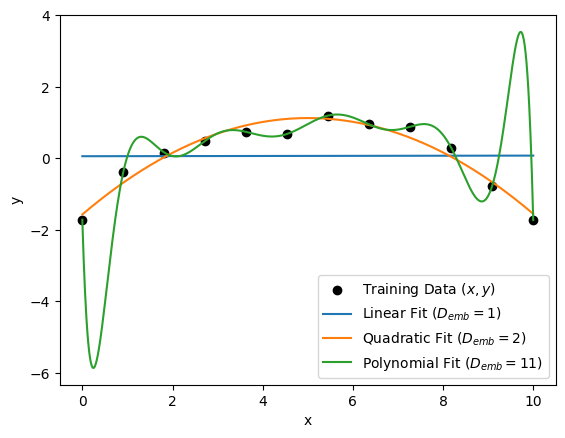 4
2
0
−2
−4
−6
y
0
2
4
6
8
10
x
Training Data (x, y)
Linear Fit (D_emb = 1)
Quadratic Fit (D_emb = 2)
Polynomial Fit (D_emb = 11)